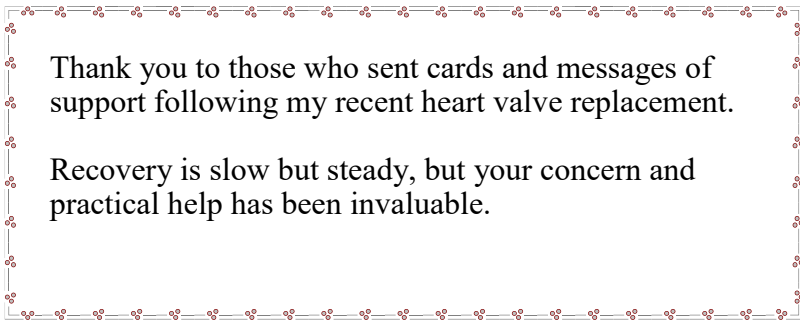 Thank you to those who sent cards and messages of
support following my recent heart valve replacement.
Recovery is slow but steady, but your concern and
practical help has been invaluable.